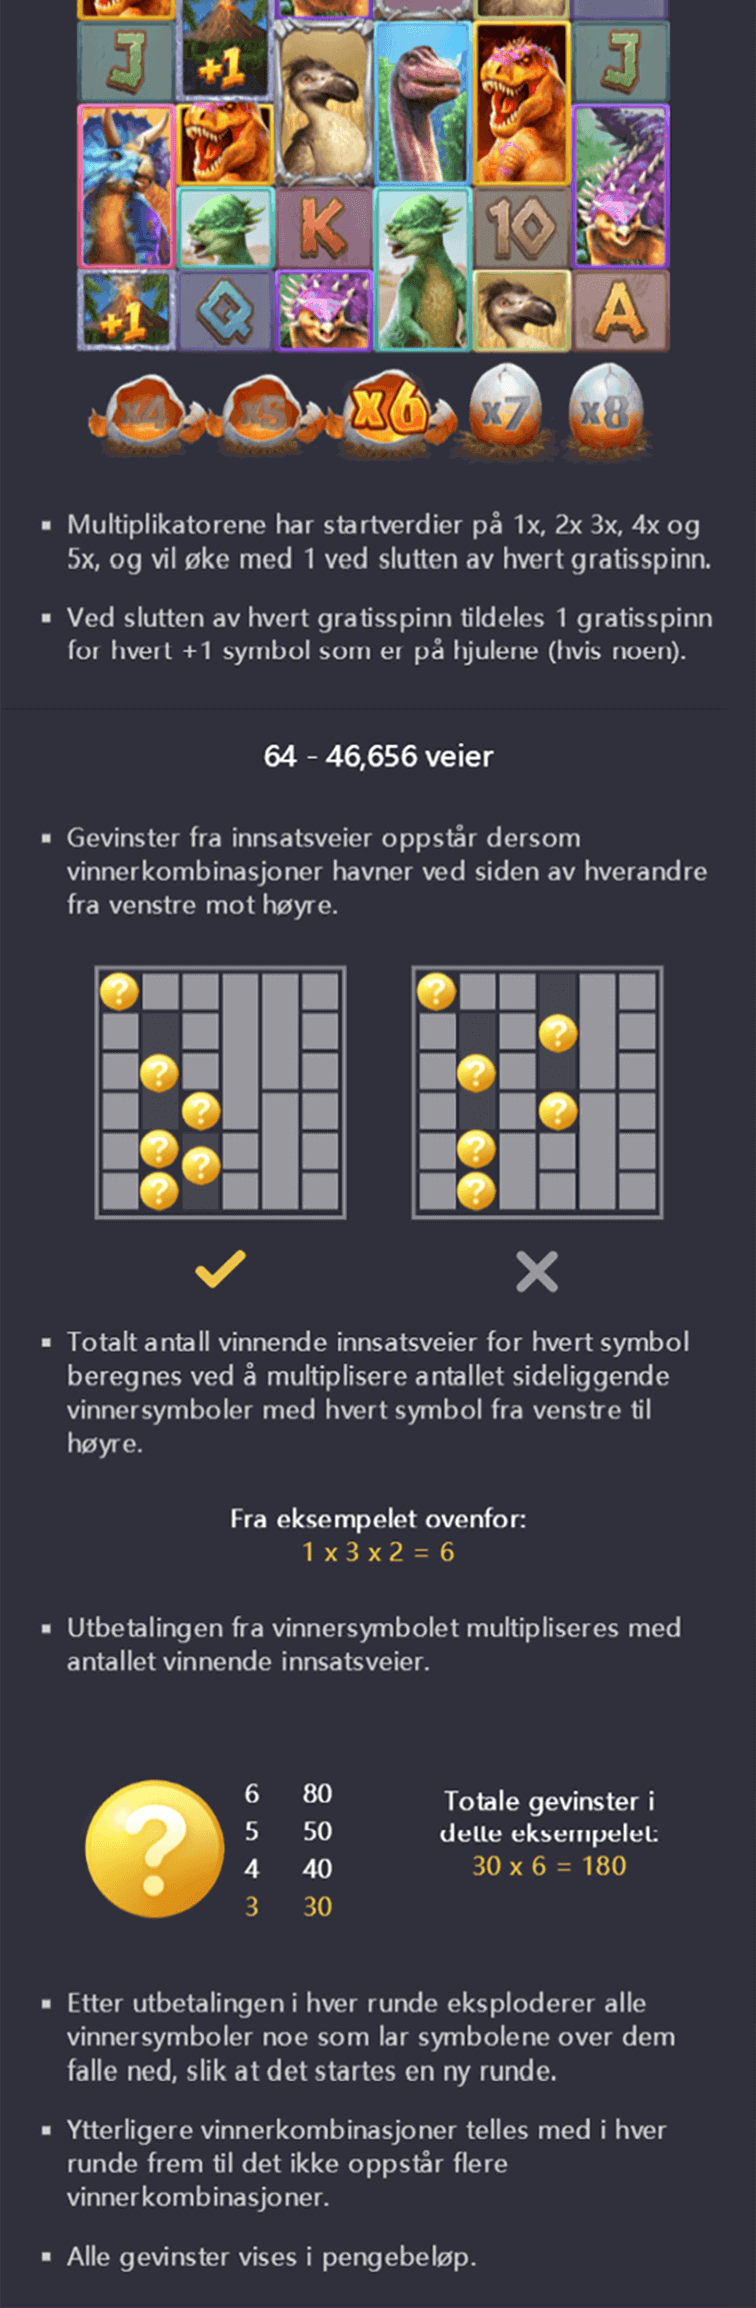 J
+1
J
K
10
+1
Q
A
x4
x5
x6
x7
x8
▪ Multiplikatorene har startverdier på 1x, 2x 3x, 4x og
5x, og vil øke med 1 ved slutten av hvert gratisspinn.
▪ Ved slutten av hvert gratisspinn tildeles 1 gratisspinn
for hvert +1 symbol som er på hjulene (hvis noen).
64 - 46,656 veier
▪ Gevinster fra innsatsveier oppstår dersom
vinnerkombinasjoner havner ved siden av hverandre
fra venstre mot høyre.
? ?
?
? ?
? ?
? ?
?
? ?
▪ Totalt antall vinnende innsatsveier for hvert symbol
beregnes ved å multiplisere antallet sideliggende
vinnersymboler med hvert symbol fra venstre til
høyre.
Fra eksempelet ovenfor:
1 x 3 x 2 = 6
▪ Utbetalingen fra vinnersymbolet multipliseres med
antallet vinnende innsatsveier.
?
6 80
5 50
4 40
3 30
Totale gevinster i
dette eksempelet:
30 x 6 = 180
▪ Etter utbetalingen i hver runde eksploderer alle
vinnersymboler noe som lar symbolene over dem
falle ned, slik at det startes en ny runde.
▪ Ytterligere vinnerkombinasjoner telles med i hver
runde frem til det ikke oppstår flere
vinnerkombinasjoner.
▪ Alle gevinster vises i pengebeløp.